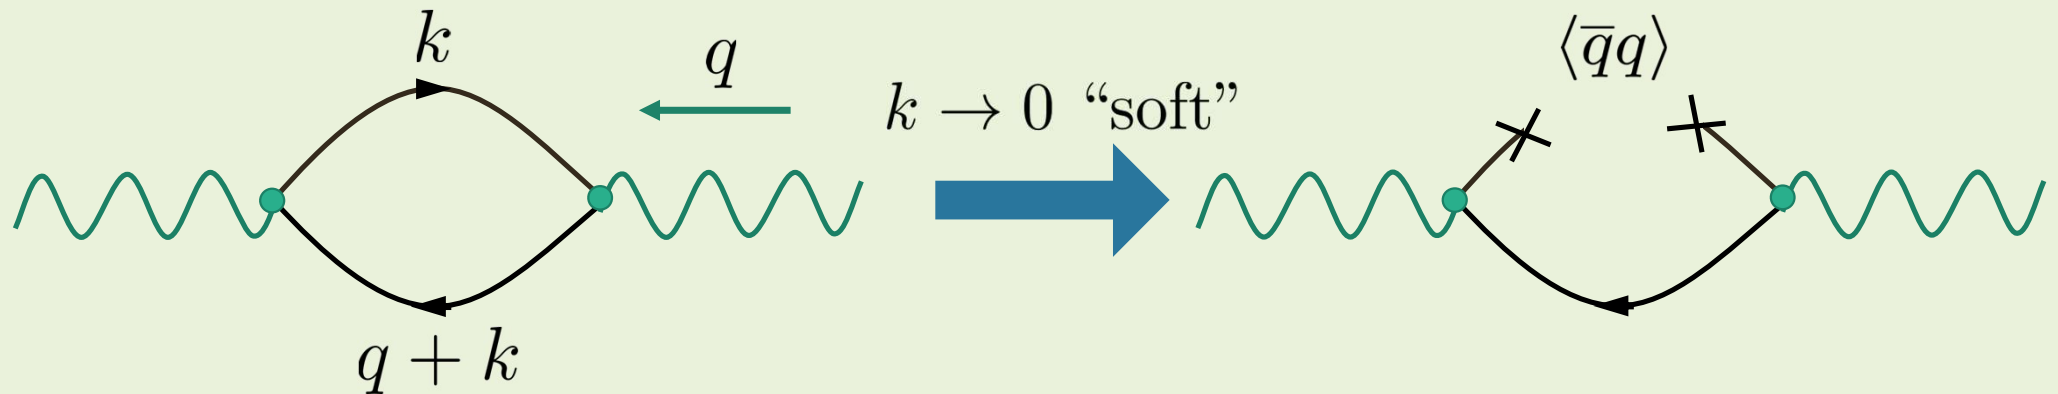 k
q
k → 0 “soft”
⟨q̅q⟩
q + k